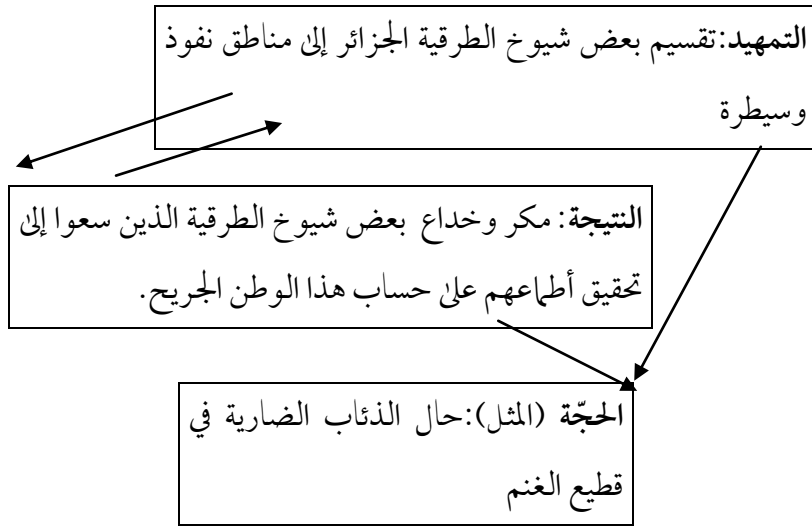 التمهيد:تقسيم بعض شيوخ الطرقية الجزائر إلى مناطق نفوذ
وسيطرة
النتيجة: مكر وخداع بعض شيوخ الطرقية الذين سعوا إلى
تحقيق أطماعهم على حساب هذا الوطن الجريح.
الحجّة (المثل):حال الذئاب الضارية في
قطيع الغنم